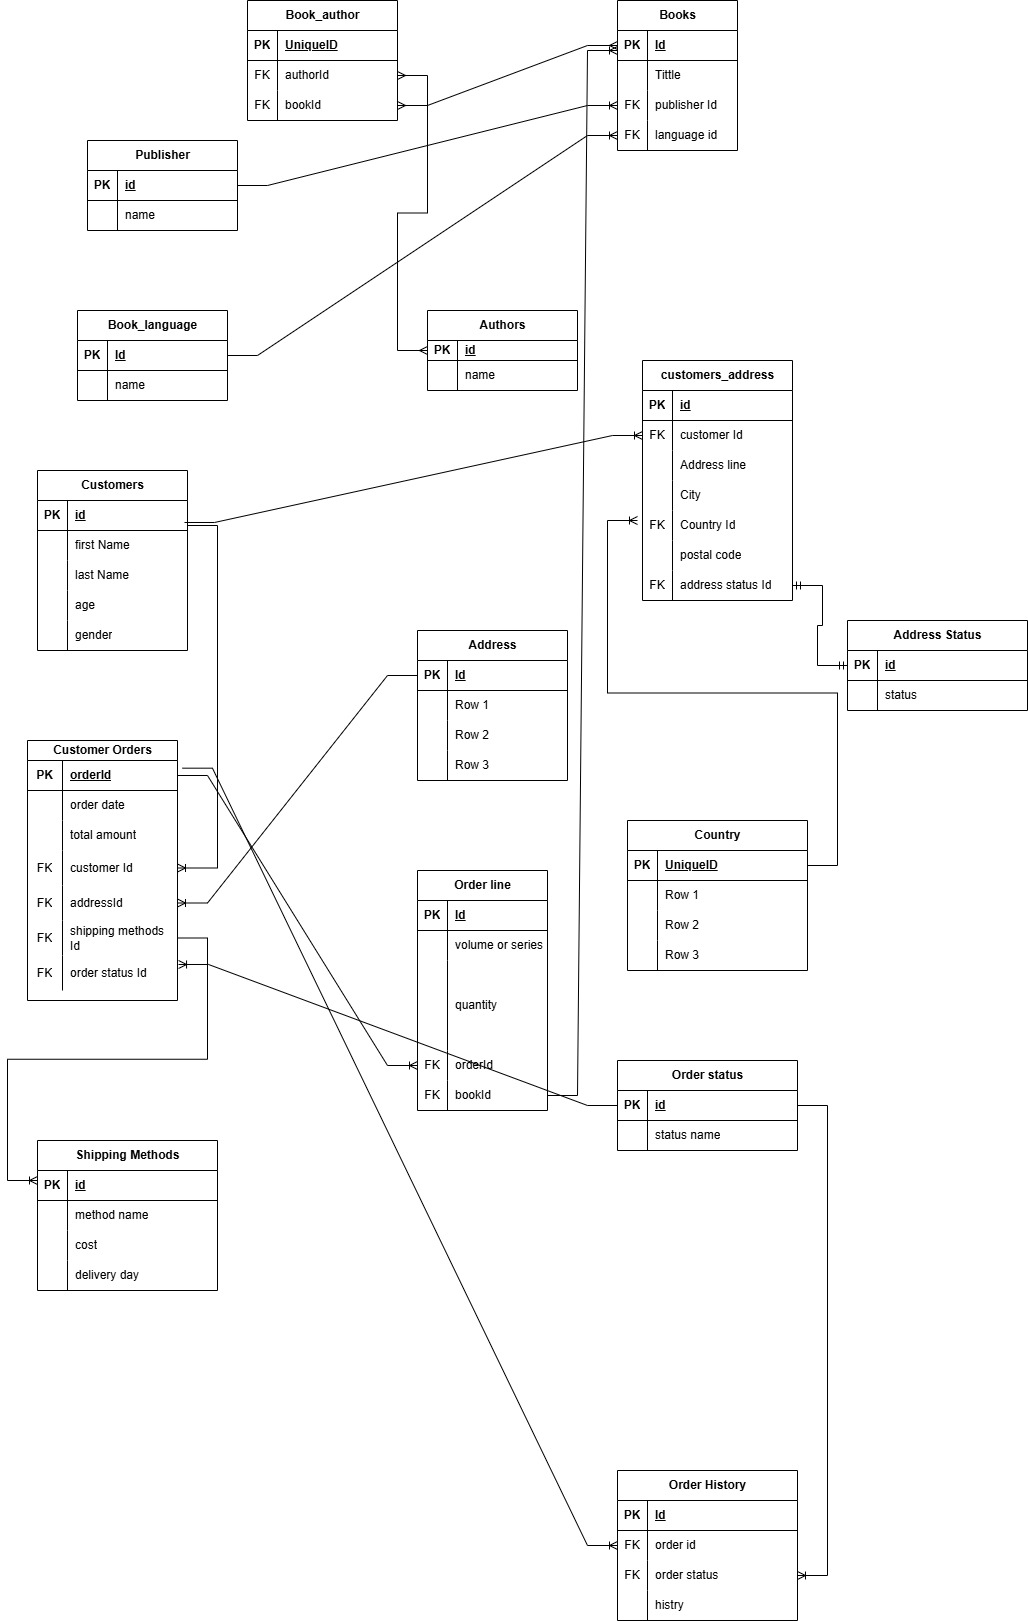 Book_author
PK UniqueID
FK authorId
FK bookId
Books
PK Id
Tittle
FK publisher Id
FK language id
Publisher
PK id
name
Book_language
PK Id
name
Authors
PK id
name
customers_address
PK id
FK customer Id
Address line
City
FK Country Id
postal code
FK address status Id
Customers
PK id
first Name
last Name
age
gender
Address Status
PK id
status
Address
PK Id
Row 1
Row 2
Row 3
Customer Orders
PK orderId
order date
total amount
FK customer Id
FK addressId
FK shipping methods
Id
FK order status Id
Country
PK UniqueID
Row 1
Row 2
Row 3
Order line
PK Id
volume or series
quantity
FK orderId
FK bookId
Order status
PK id
status name
Shipping Methods
PK id
method name
cost
delivery day
Order History
PK Id
FK order id
FK order status
histry